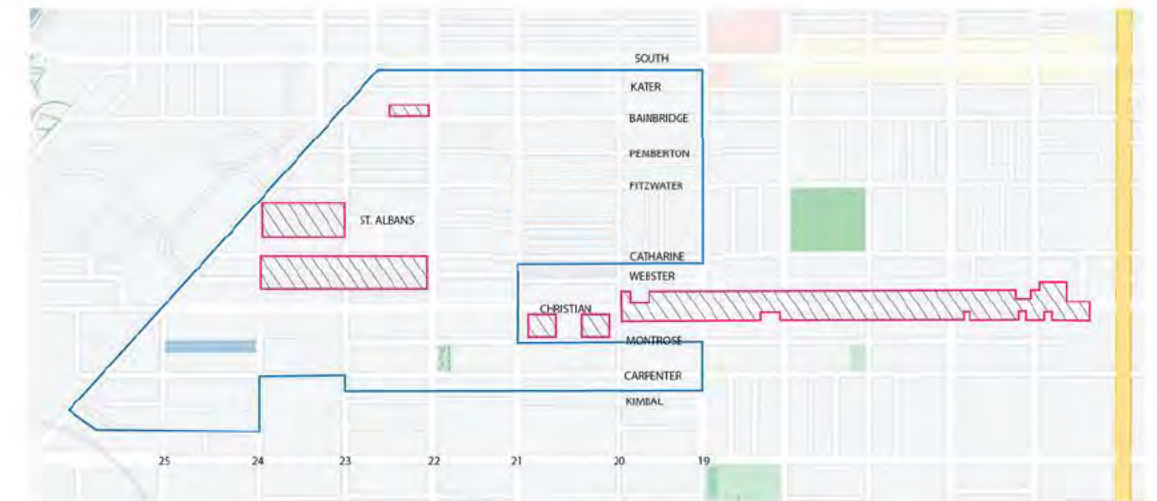 SOUTH
KATER
BAINBRIDGE
PEMBERTON
FITZWATER
ST. ALBANS
CATHARINE
WEBSTER
CHRISTIAN
MONTROSE
CARPENTER
KIMBAL
25 24 23 22 21 20 19